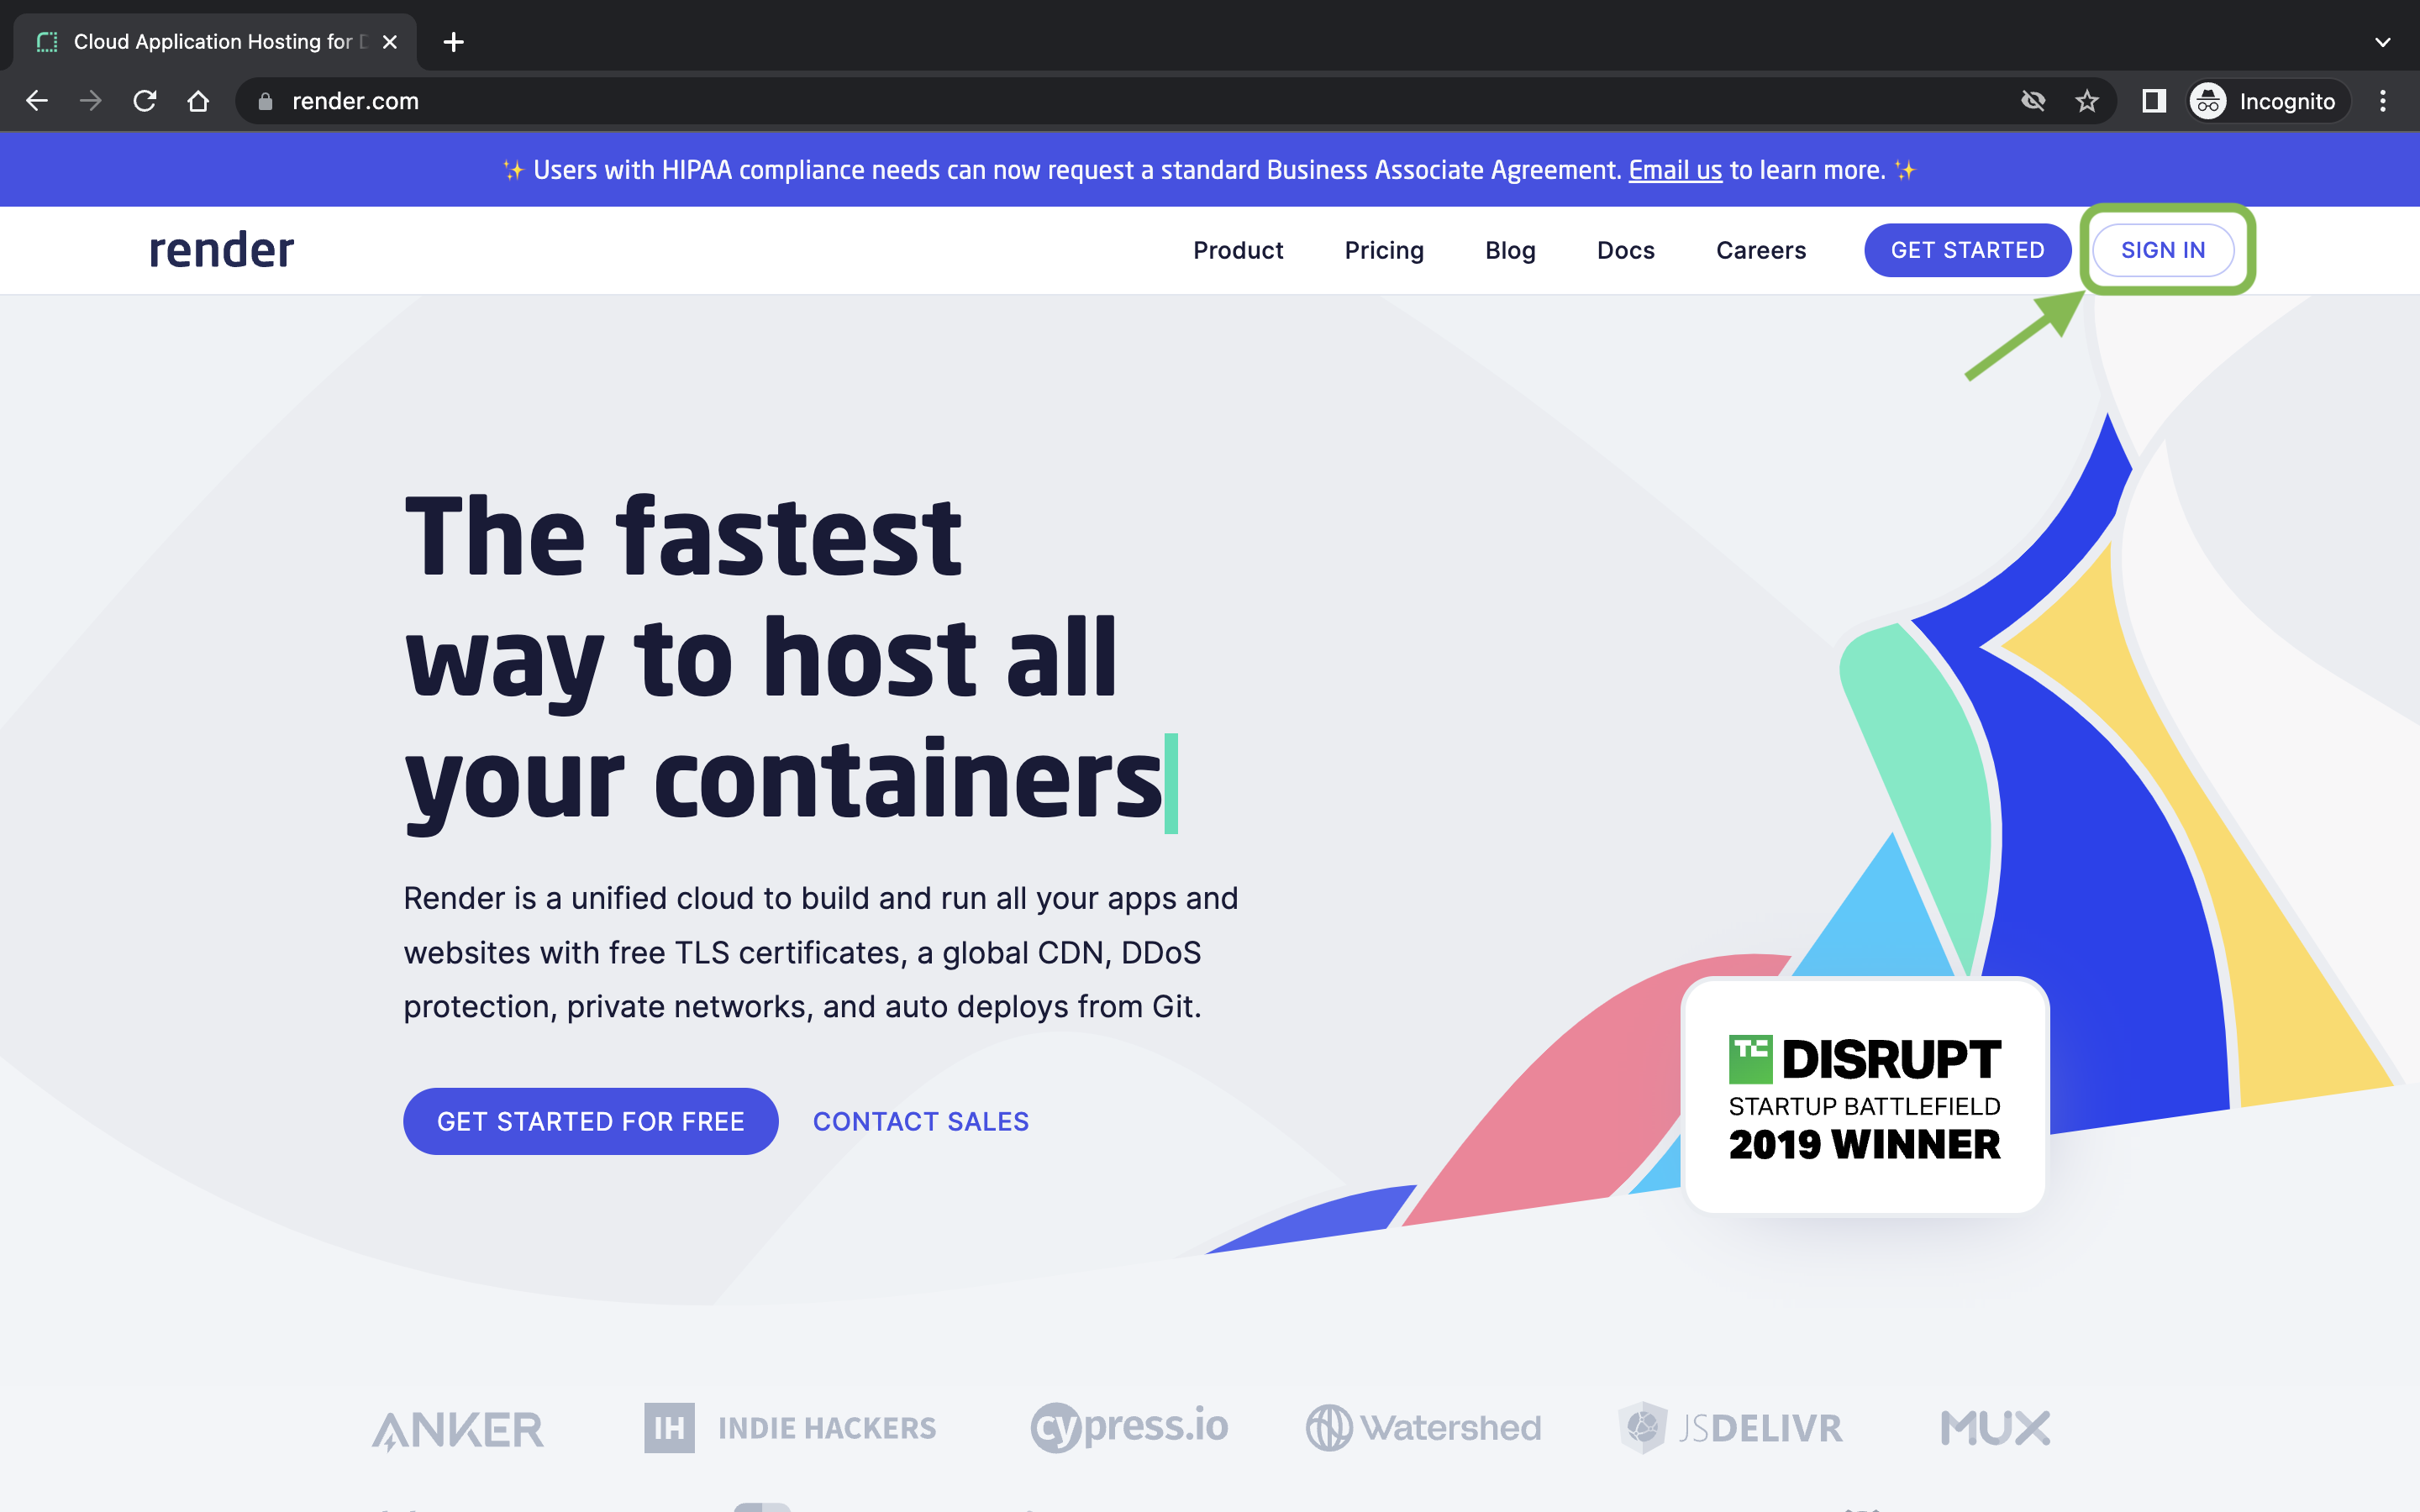 Cloud Application Hosting for
render.com
Incognito
✨ Users with HIPAA compliance needs can now request a standard Business Associate Agreement. Email us to learn more. ✨
render
Product
Pricing
Blog
Docs
Careers
GET STARTED
SIGN IN
The fastest
way to host all
your containers
Render is a unified cloud to build and run all your apps and
websites with free TLS certificates, a global CDN, DDoS
protection, private networks, and auto deploys from Git.
GET STARTED FOR FREE
CONTACT SALES
TC DISRUPT
STARTUP BATTLEFIELD
2019 WINNER
ANKER
IH INDIE HACKERS
cypress.io
Watershed
JSDELIVR
MUX